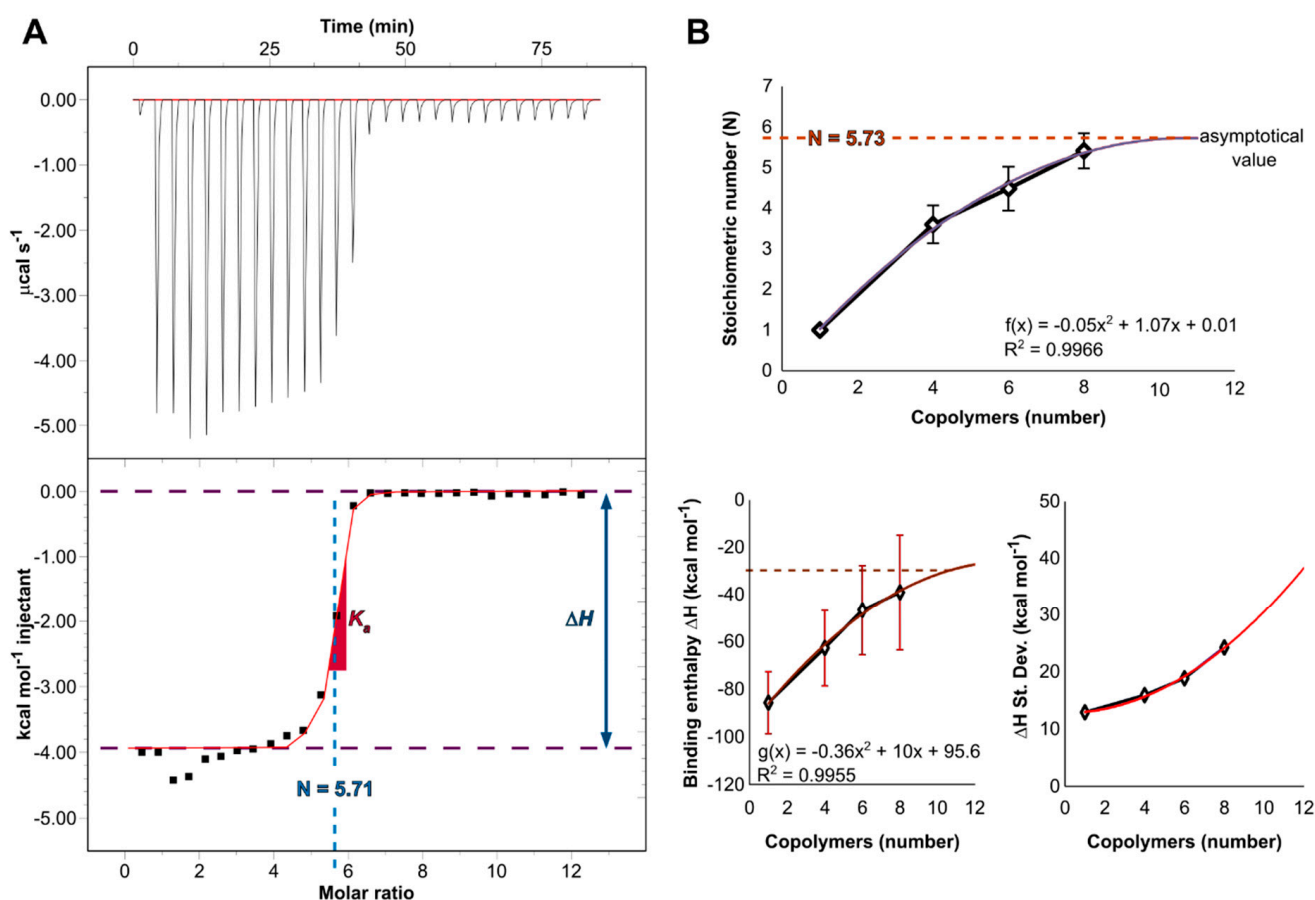 A
Time (min)
0 25 50 75
0.00
-1.00
-2.00
-3.00
-4.00
-5.00
μcal s⁻¹
0.00
-1.00
-2.00
-3.00
-4.00
-5.00
kcal mol⁻¹ injectant
Kₐ
ΔH
N = 5.71
0 2 4 6 8 10 12
Molar ratio
B
7
6
5
4
3
2
1
0
Stoichiometric number (N)
N = 5.73
asymptotical
value
f(x) = -0.05x² + 1.07x + 0.01
R² = 0.9966
0 2 4 6 8 10 12
Copolymers (number)
0
-20
-40
-60
-80
-100
-120
Binding enthalpy ΔH (kcal mol⁻¹)
g(x) = -0.36x² + 10x + 95.6
R² = 0.9955
0 2 4 6 8 10 12
Copolymers (number)
50
40
30
20
10
0
ΔH St. Dev. (kcal mol⁻¹)
0 2 4 6 8 10 12
Copolymers (number)